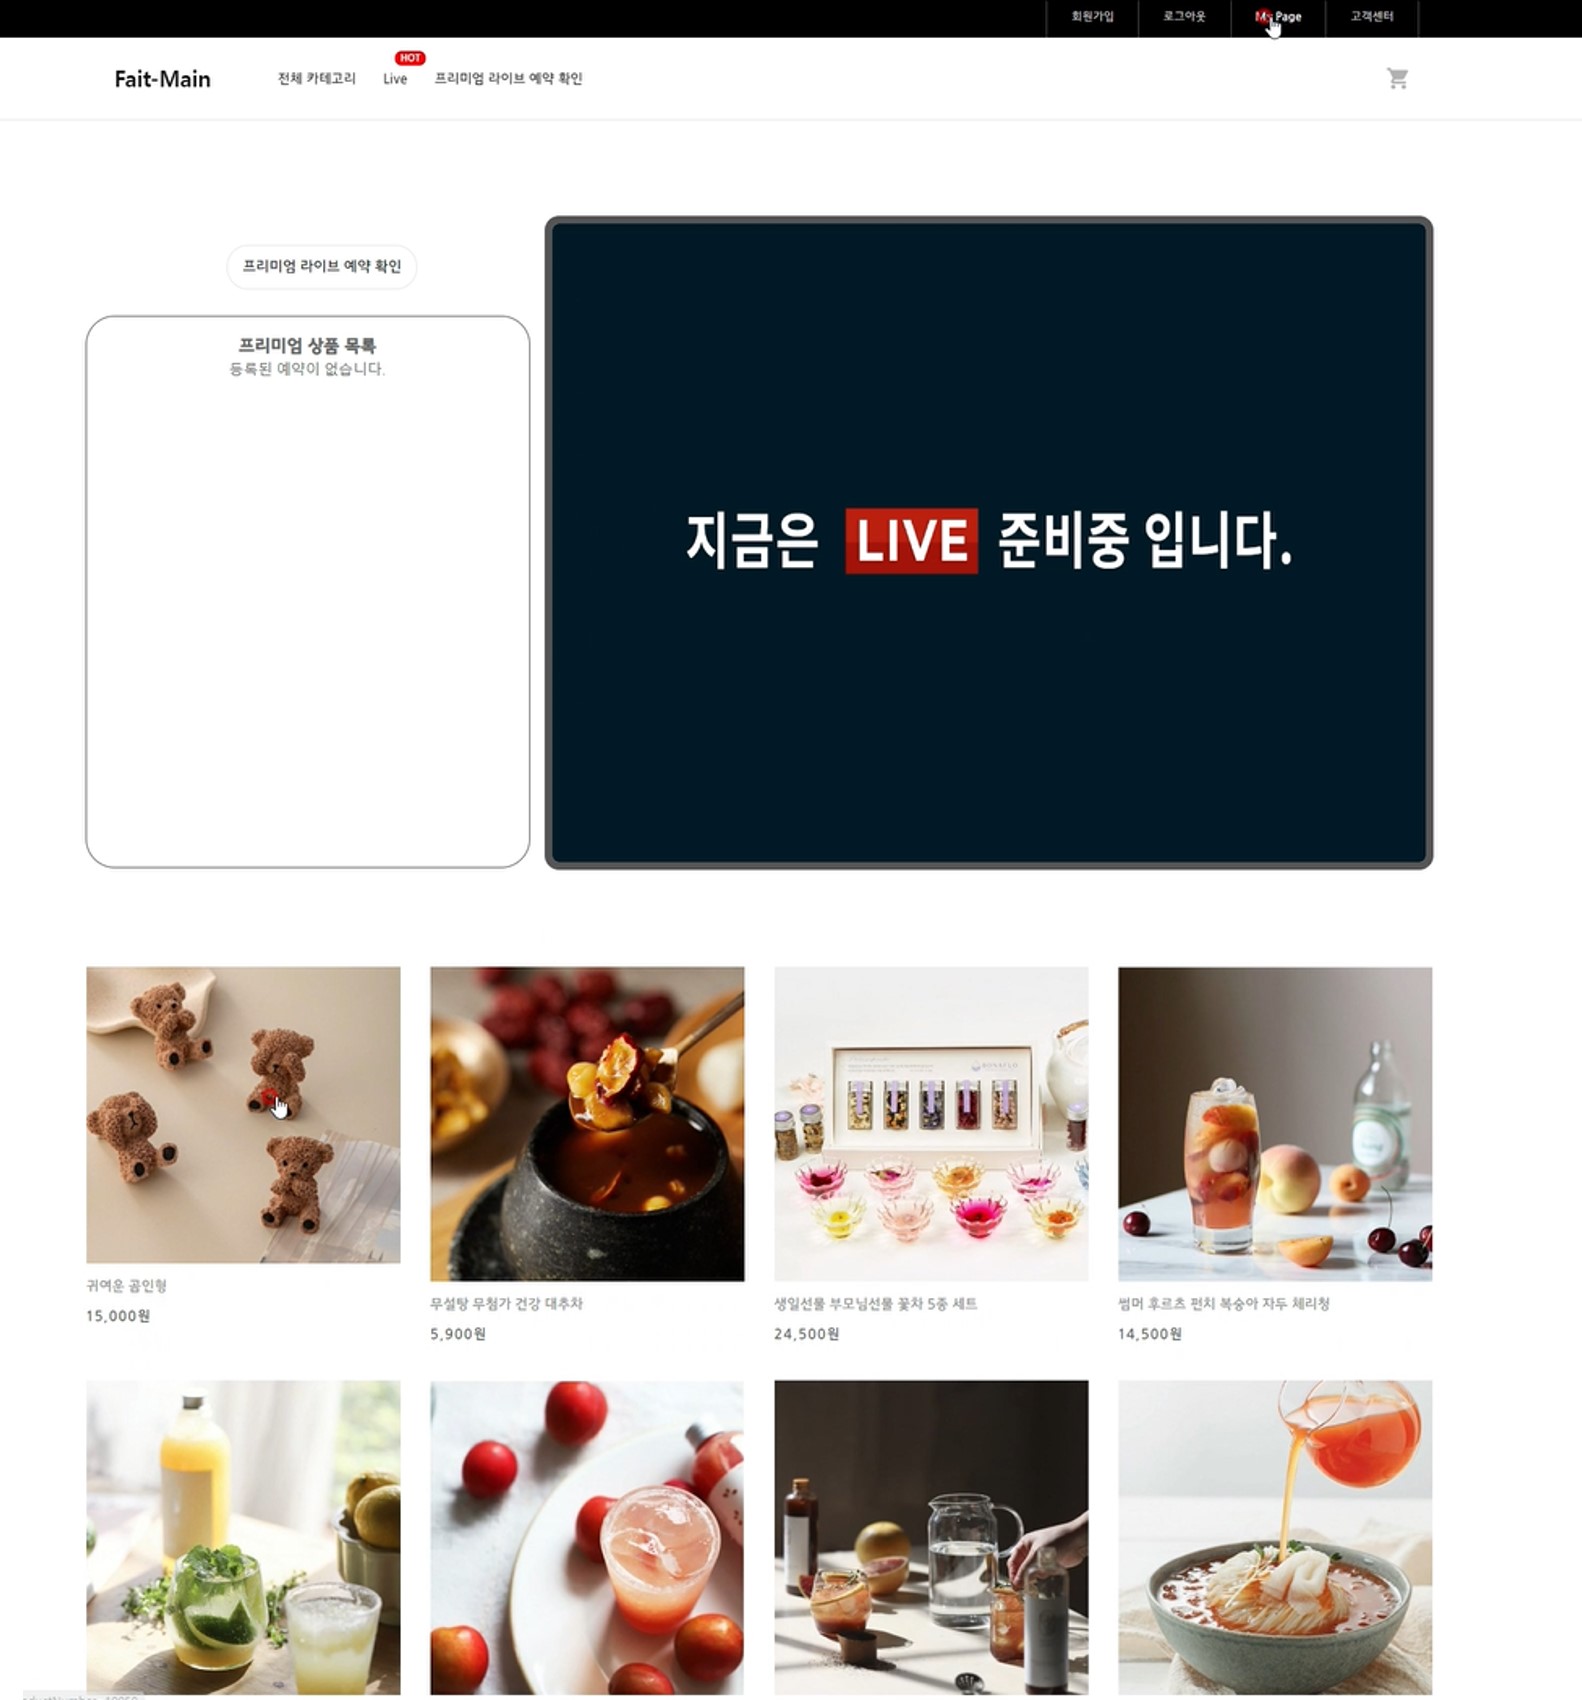 회원가입 로그아웃 My Page 고객센터
HOT
Fait-Main 전체 카테고리 Live 프리미엄 라이브 예약 확인
프리미엄 라이브 예약 확인
프리미엄 상품 목록
등록된 예약이 없습니다.
지금은 LIVE 준비중 입니다.
귀여운 곰인형
15,000원
무설탕 무첨가 건강 대추차
5,900원
생일선물 부모님선물 꽃차 5종 세트
24,500원
썸머 후르츠 펀치 복숭아 자두 체리청
14,500원